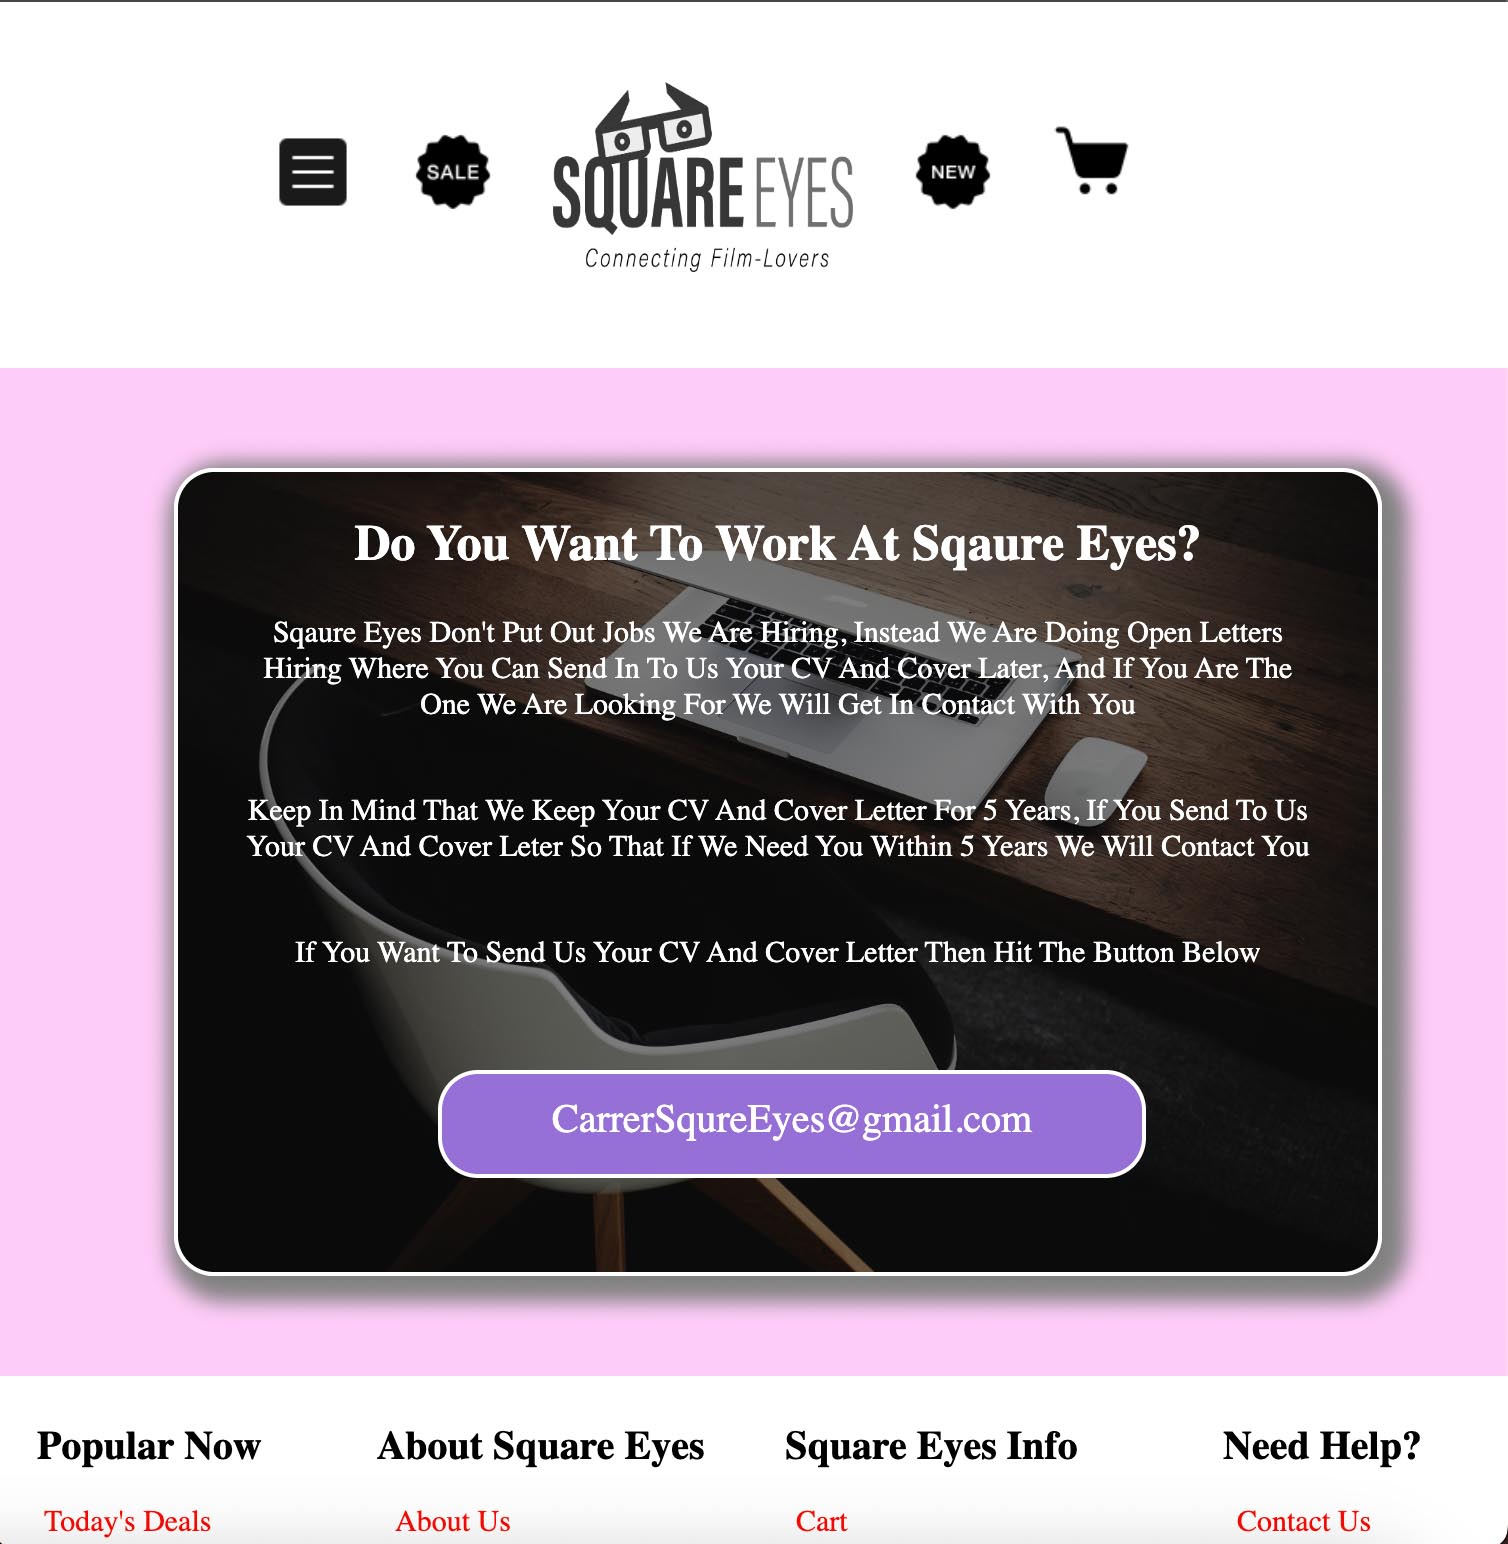 SALE
SQUARE EYES
Connecting Film-Lovers
NEW
Do You Want To Work At Sqaure Eyes?
Sqaure Eyes Don't Put Out Jobs We Are Hiring, Instead We Are Doing Open Letters
Hiring Where You Can Send In To Us Your CV And Cover Later, And If You Are The
One We Are Looking For We Will Get In Contact With You
Keep In Mind That We Keep Your CV And Cover Letter For 5 Years, If You Send To Us
Your CV And Cover Leter So That If We Need You Within 5 Years We Will Contact You
If You Want To Send Us Your CV And Cover Letter Then Hit The Button Below
CarrerSqureEyes@gmail.com
Popular Now
Today's Deals
About Square Eyes
About Us
Square Eyes Info
Cart
Need Help?
Contact Us